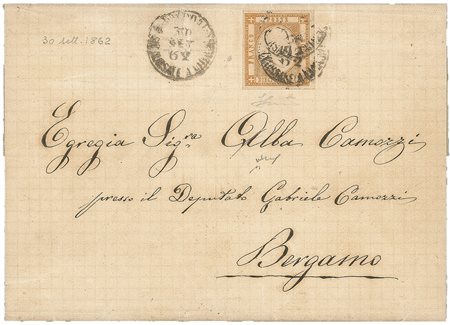 30 sett. 1862
Egregia Sig.ra Alba Camozzi
presso il Deputato Gabriele Camozzi
Bergamo